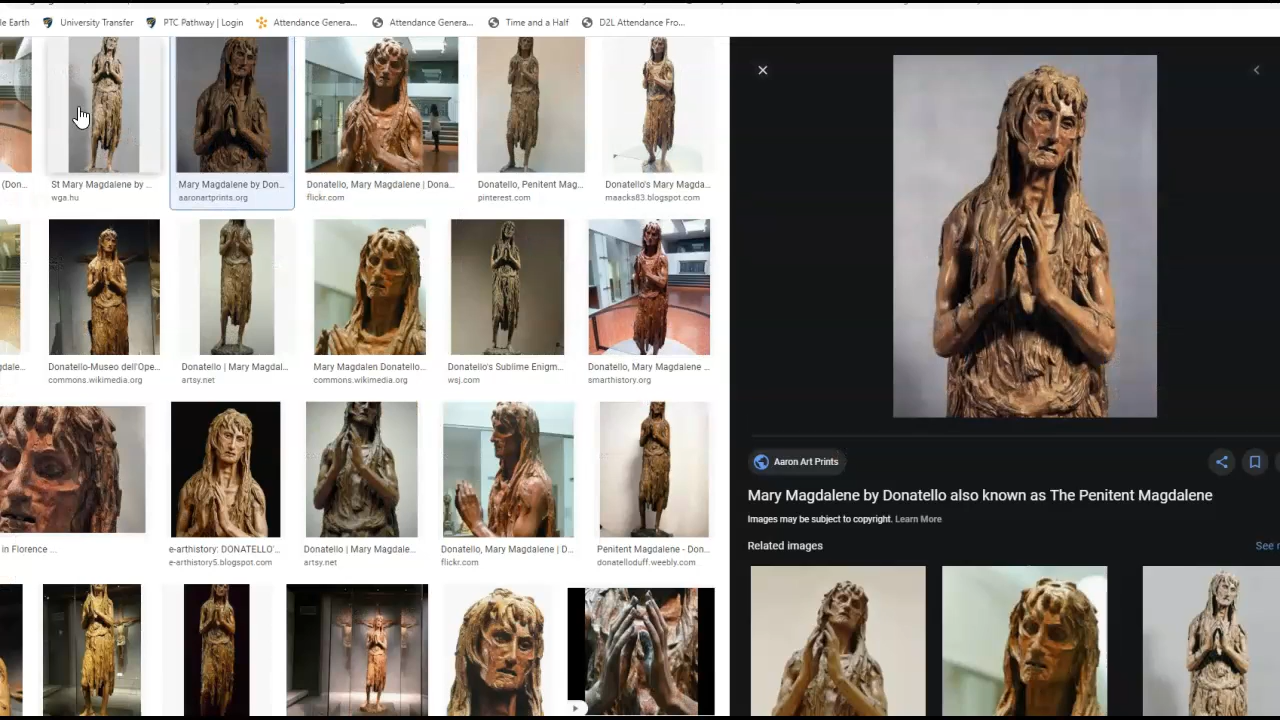 le Earth University Transfer PTC Pathway | Login Attendance Genera... Attendance Genera... Time and a Half D2L Attendance Fro...
(Don... St Mary Magdalene by ... Mary Magdalene by Don... Donatello, Mary Magdalene | Dona... Donatello, Penitent Mag... Donatello's Mary Magda...
wga.hu aaronartprints.org flickr.com pinterest.com maacks83.blogspot.com
gdale... Donatello-Museo dell'Ope... Donatello | Mary Magdal... Mary Magdalen Donatello... Donatello's Sublime Enigm... Donatello, Mary Magdalene ...
commons.wikimedia.org artsy.net commons.wikimedia.org wsj.com smarthistory.org
Aaron Art Prints
Mary Magdalene by Donatello also known as The Penitent Magdalene
Images may be subject to copyright. Learn More
Related images See
in Florence ... e-arthistory: DONATELLO'... Donatello | Mary Magdale... Donatello, Mary Magdalene | D... Penitent Magdalene - Don...
e-arthistory5.blogspot.com artsy.net flickr.com donatelloduff.weebly.com